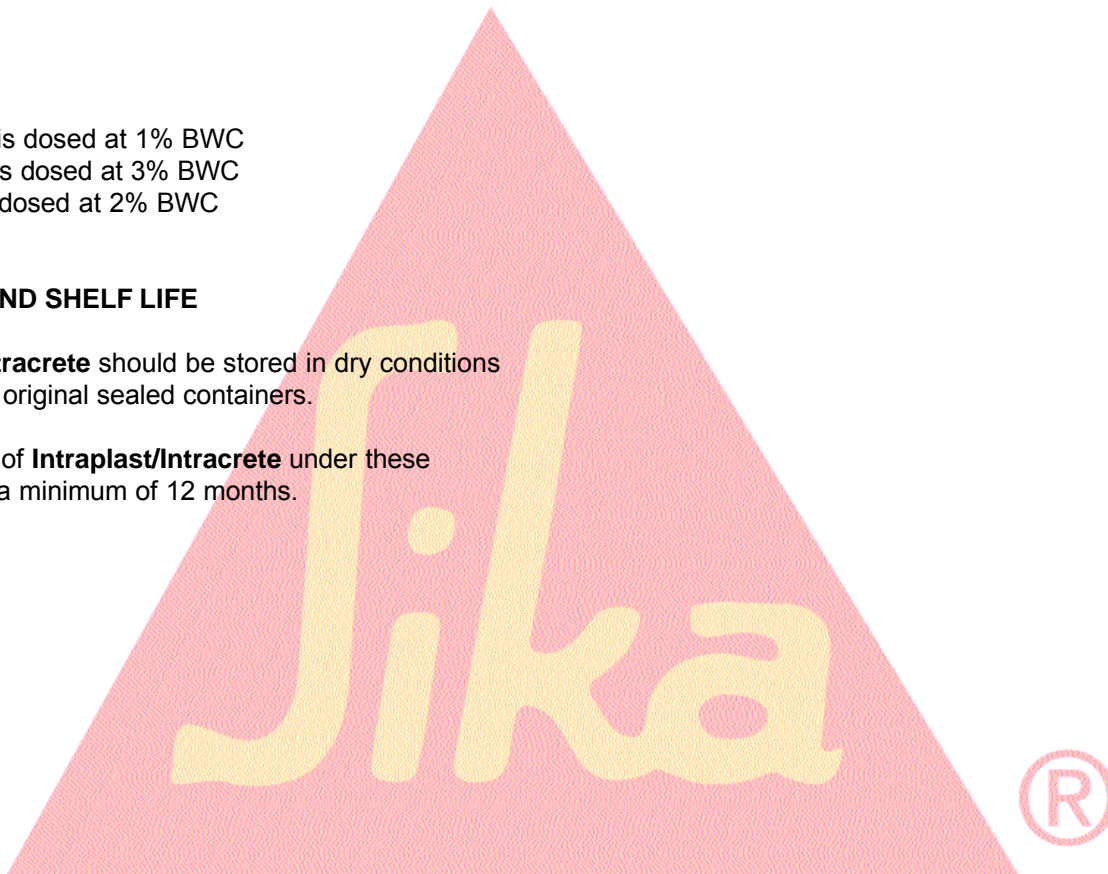 is dosed at 1% BWC
s dosed at 3% BWC
dosed at 2% BWC
ND SHELF LIFE
tracrete should be stored in dry conditions
original sealed containers.
of Intraplast/Intracrete under these
a minimum of 12 months.
Sika
®